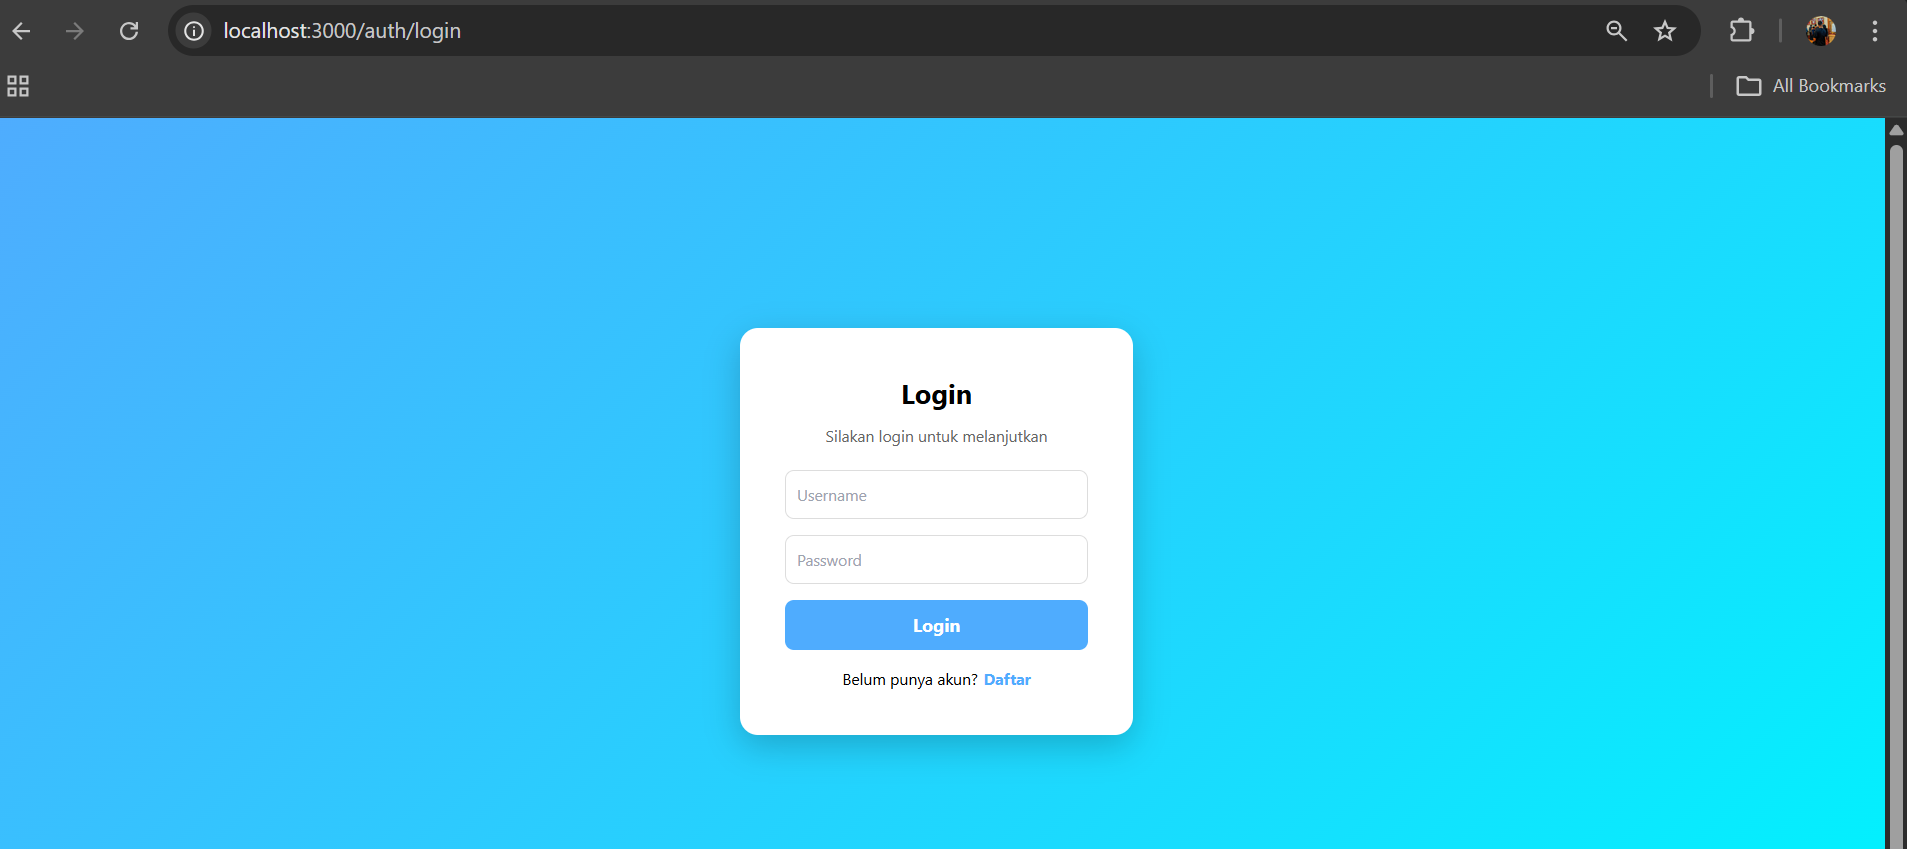 localhost:3000/auth/login
All Bookmarks
Login
Silakan login untuk melanjutkan
Username
Password
Login
Belum punya akun? Daftar